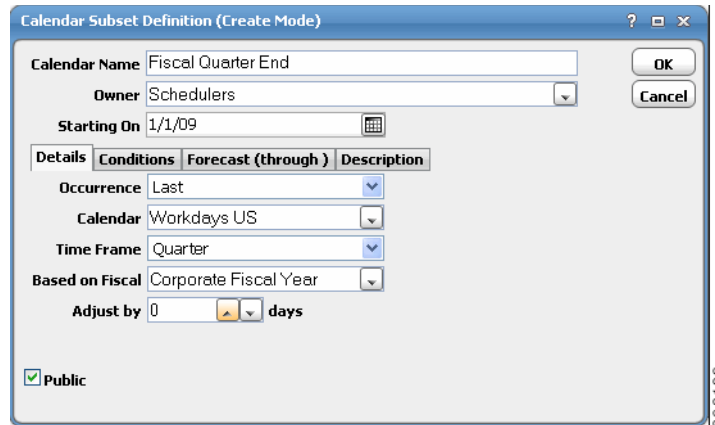 Calendar Subset Definition (Create Mode) ?
Calendar Name Fiscal Quarter End OK
Owner Schedulers Cancel
Starting On 1/1/09
Details Conditions Forecast (through ) Description
Occurrence Last
Calendar Workdays US
Time Frame Quarter
Based on Fiscal Corporate Fiscal Year
Adjust by 0 days
Public